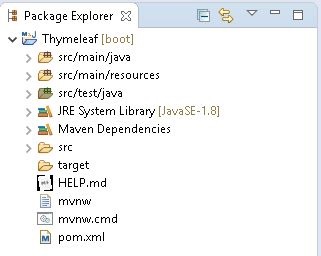 Package Explorer
Thymeleaf [boot]
src/main/java
src/main/resources
src/test/java
JRE System Library [JavaSE-1.8]
Maven Dependencies
src
target
HELP.md
mvnw
mvnw.cmd
pom.xml